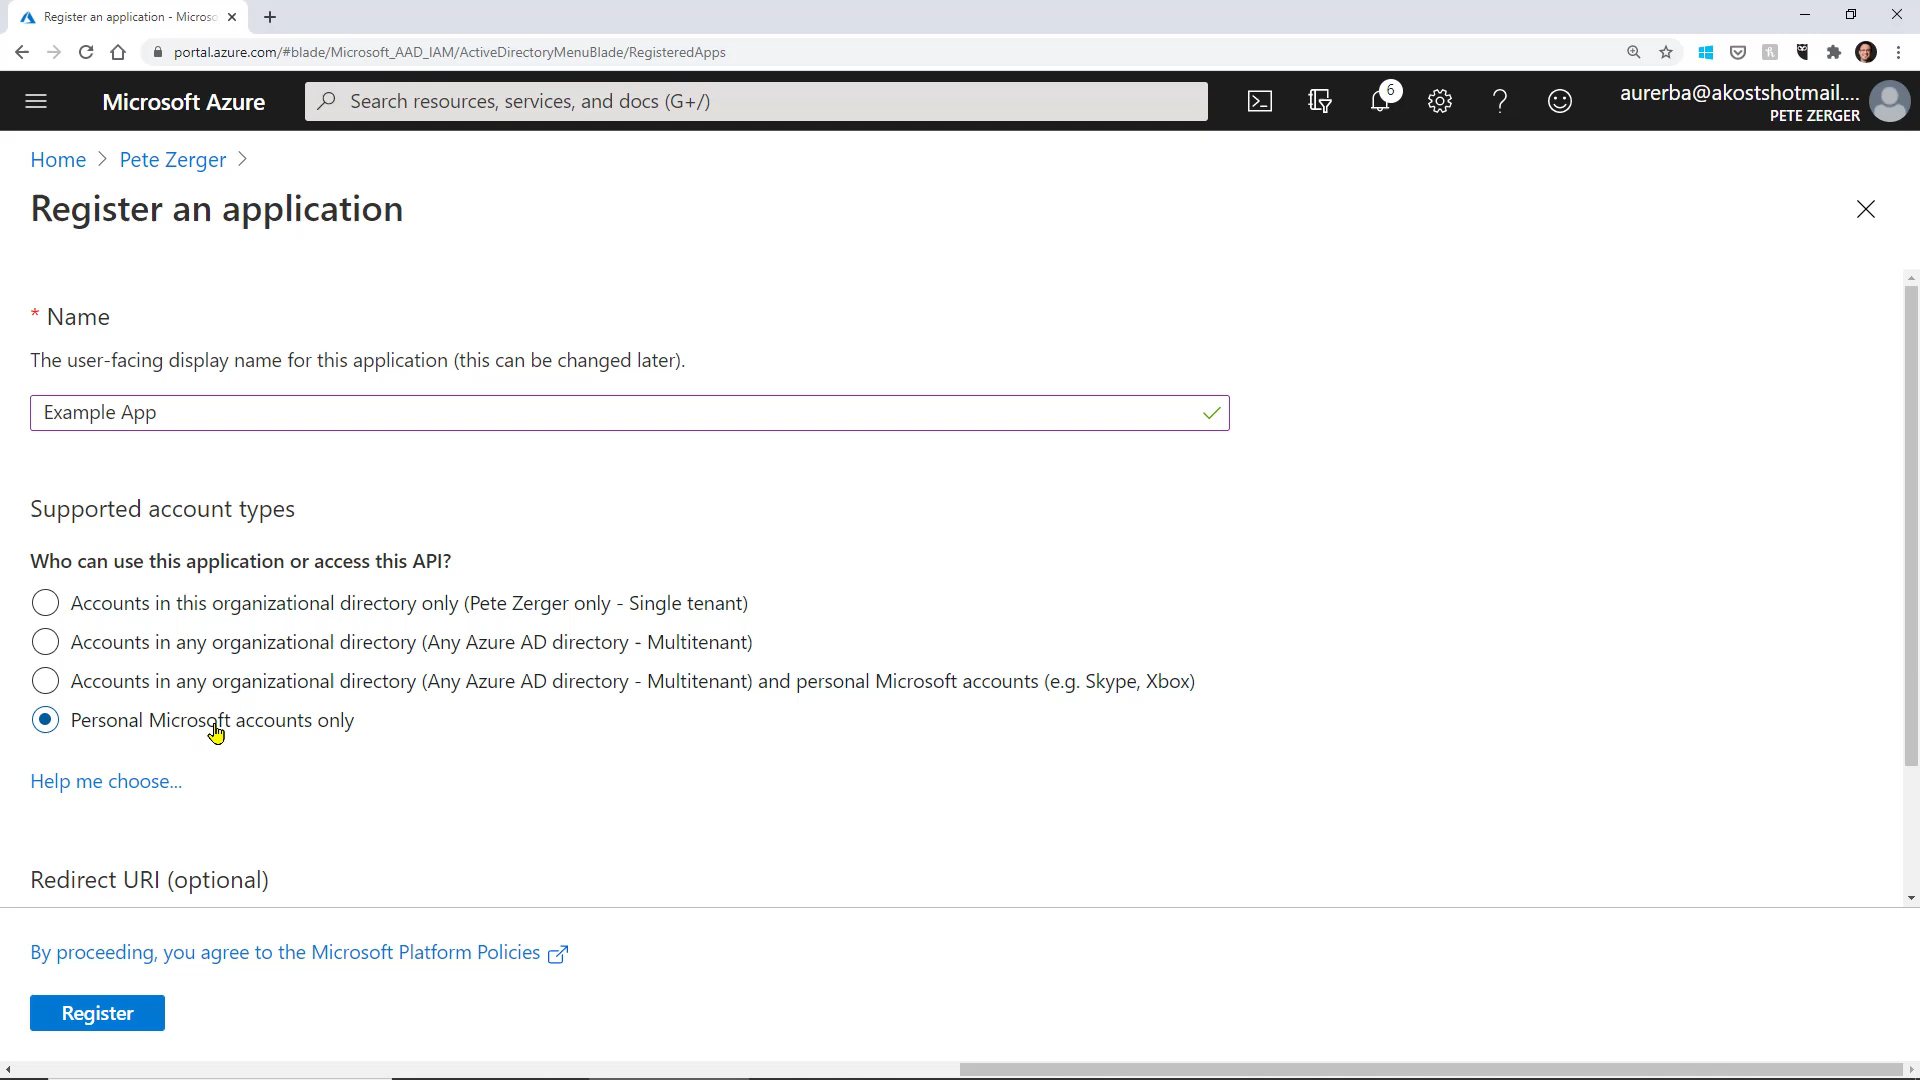 Register an application - Microso
portal.azure.com/#blade/Microsoft_AAD_IAM/ActiveDirectoryMenuBlade/RegisteredApps
Microsoft Azure
Search resources, services, and docs (G+/)
6
aurerba@akostshotmail....
PETE ZERGER
Home > Pete Zerger >
Register an application
* Name
The user-facing display name for this application (this can be changed later).
Example App
Supported account types
Who can use this application or access this API?
Accounts in this organizational directory only (Pete Zerger only - Single tenant)
Accounts in any organizational directory (Any Azure AD directory - Multitenant)
Accounts in any organizational directory (Any Azure AD directory - Multitenant) and personal Microsoft accounts (e.g. Skype, Xbox)
Personal Microsoft accounts only
Help me choose...
Redirect URI (optional)
By proceeding, you agree to the Microsoft Platform Policies
Register